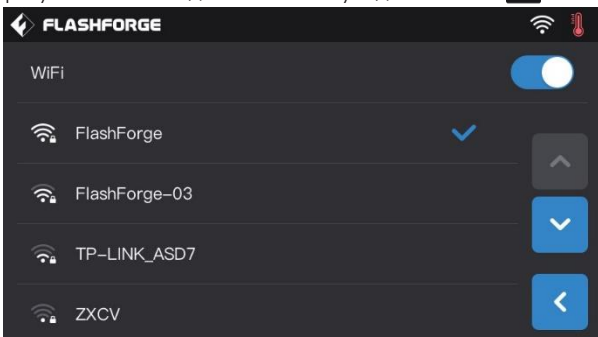 FLASHFORGE
WiFi
FlashForge
FlashForge-03
TP-LINK_ASD7
ZXCV